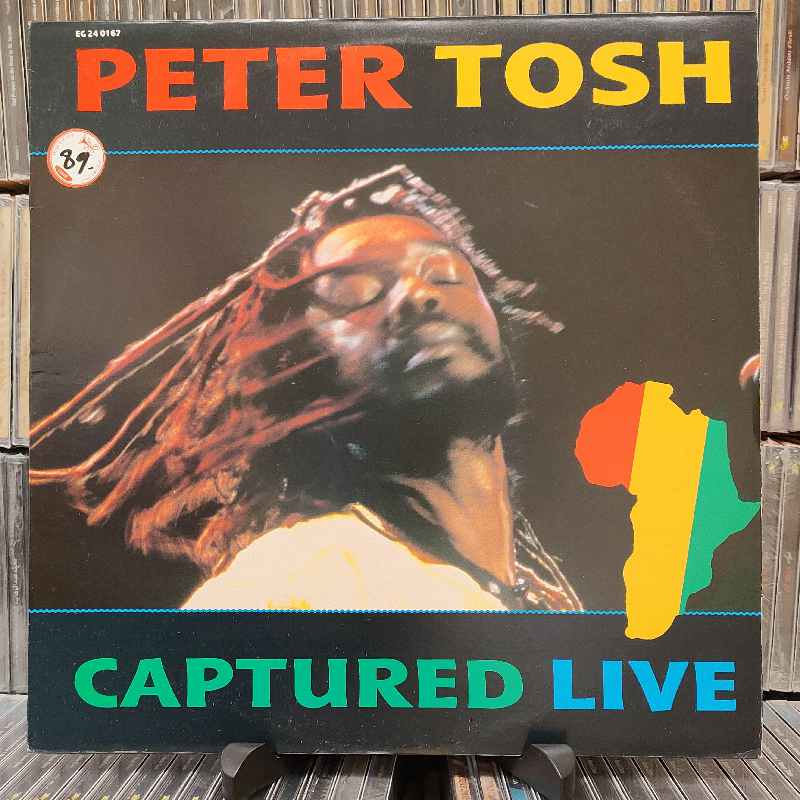 EG 24 0167
PETER TOSH
89.-
CAPTURED LIVE